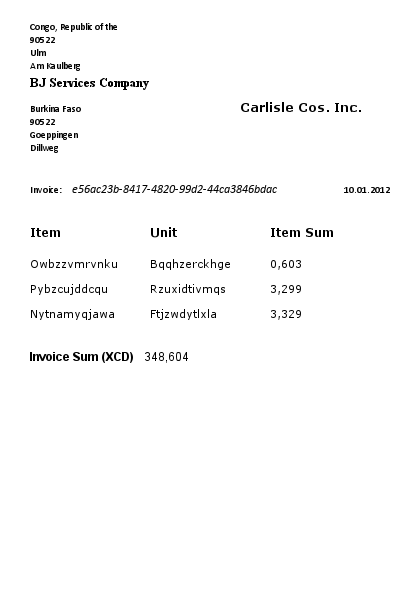 Congo, Republic of the
90522
Ulm
Am Kaulberg
BJ Services Company
Burkina Faso
Carlisle Cos. Inc.
90522
Goeppingen
Dillweg
Invoice: e56ac23b-8417-4820-99d2-44ca3846bdac 10.01.2012
Item Unit Item Sum
Owbzzvmrvnku Bqqhzerckhge 0,603
Pybzcujddcqu Rzuxidtivmqs 3,299
Nytnamyqjawa Ftjzwdytlxla 3,329
Invoice Sum (XCD) 348,604